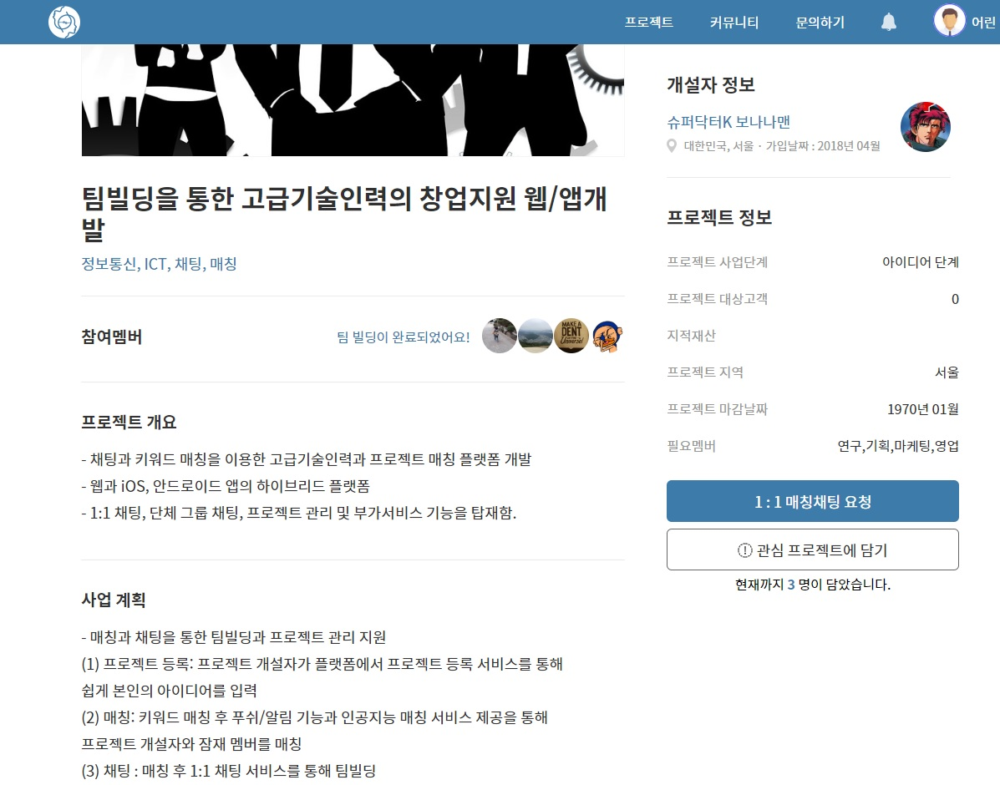 프로젝트 커뮤니티 문의하기 어린
팀빌딩을 통한 고급기술인력의 창업지원 웹/앱개
발
정보통신, ICT, 채팅, 매칭
참여멤버 팀 빌딩이 완료되었어요!
MAKE A
DENT
Universe!
프로젝트 개요
- 채팅과 키워드 매칭을 이용한 고급기술인력과 프로젝트 매칭 플랫폼 개발
- 웹과 iOS, 안드로이드 앱의 하이브리드 플랫폼
- 1:1 채팅, 단체 그룹 채팅, 프로젝트 관리 및 부가서비스 기능을 탑재함.
사업 계획
- 매칭과 채팅을 통한 팀빌딩과 프로젝트 관리 지원
(1) 프로젝트 등록: 프로젝트 개설자가 플랫폼에서 프로젝트 등록 서비스를 통해
쉽게 본인의 아이디어를 입력
(2) 매칭: 키워드 매칭 후 푸쉬/알림 기능과 인공지능 매칭 서비스 제공을 통해
프로젝트 개설자와 잠재 멤버를 매칭
(3) 채팅 : 매칭 후 1:1 채팅 서비스를 통해 팀빌딩
개설자 정보
슈퍼닥터K 보나나맨
대한민국, 서울 · 가입날짜 : 2018년 04월
프로젝트 정보
프로젝트 사업단계 아이디어 단계
프로젝트 대상고객 0
지적재산
프로젝트 지역 서울
프로젝트 마감날짜 1970년 01월
필요멤버 연구,기획,마케팅,영업
1 : 1 매칭채팅 요청
관심 프로젝트에 담기
현재까지 3 명이 담았습니다.